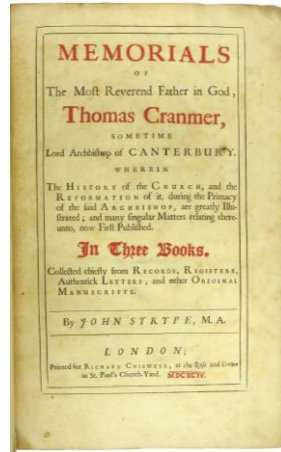 MEMORIALS
OF
The Moſt Reverend Father in God,
Thomas Cranmer,
SOMETIME
Lord Archbiſhop of CANTERBURY.
WHEREIN
The HISTORY of the CHURCH, and the
REFORMATION of it, during the Primacy
of the ſaid ARCHBISHOP, are greatly Illu-
ſtrated; and many ſingular Matters relating there-
unto, now Firſt Publiſhed.
In Three Books.
Collected chiefly from RECORDS, REGISTERS,
Authentick LETTERS, and other ORIGINAL
MANUSCRIPTS.
By JOHN STRYPE, M.A.
LONDON;
Printed for RICHARD CHISWELL, at the Roſe and Crown
in St. Paul's Church-Yard. MDCXCIV.